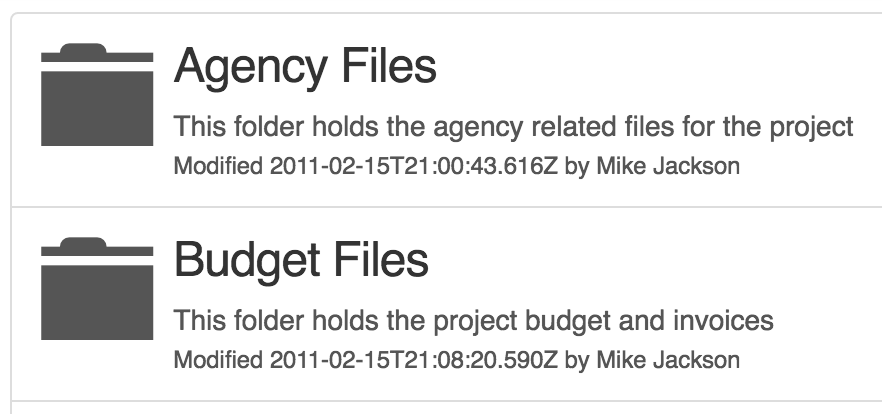 Agency Files
This folder holds the agency related files for the project
Modified 2011-02-15T21:00:43.616Z by Mike Jackson
Budget Files
This folder holds the project budget and invoices
Modified 2011-02-15T21:08:20.590Z by Mike Jackson